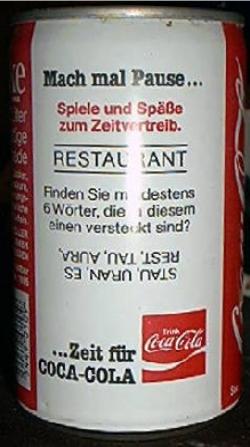 Mach mal Pause...
Spiele und Späße
zum Zeitvertreib.
RESTAURANT
Finden Sie mindestens
6 Wörter, die in diesem
einen versteckt sind?
STAU, URAN, ES
REST, TAU, AURA,
...Zeit für
COCA-COLA
Trink
Coca-Cola